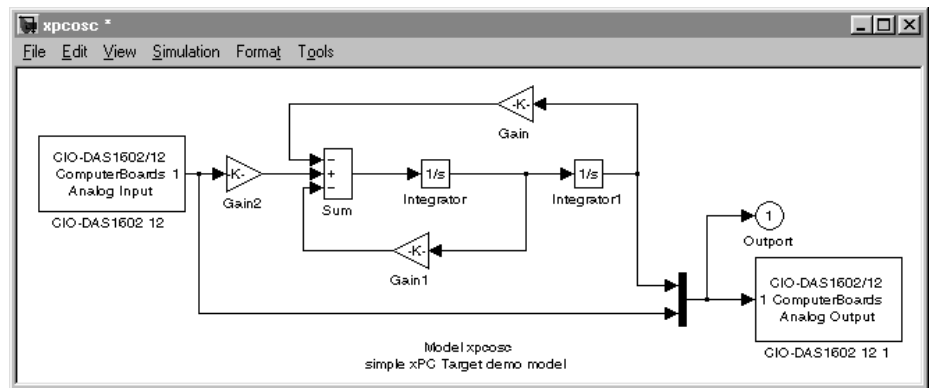 xpcosc *
File Edit View Simulation Format Tools
-K-
Gain
CIO-DAS1602/12
ComputerBoards 1
Analog Input
CIO-DAS1602 12
-K-
Gain2
−
+
−
Sum
1/s
Integrator
1/s
Integrator1
-K-
Gain1
1
Outport
CIO-DAS1602/12
1 ComputerBoards
Analog Output
CIO-DAS1602 12 1
Model xpcosc
simple xPC Target demo model